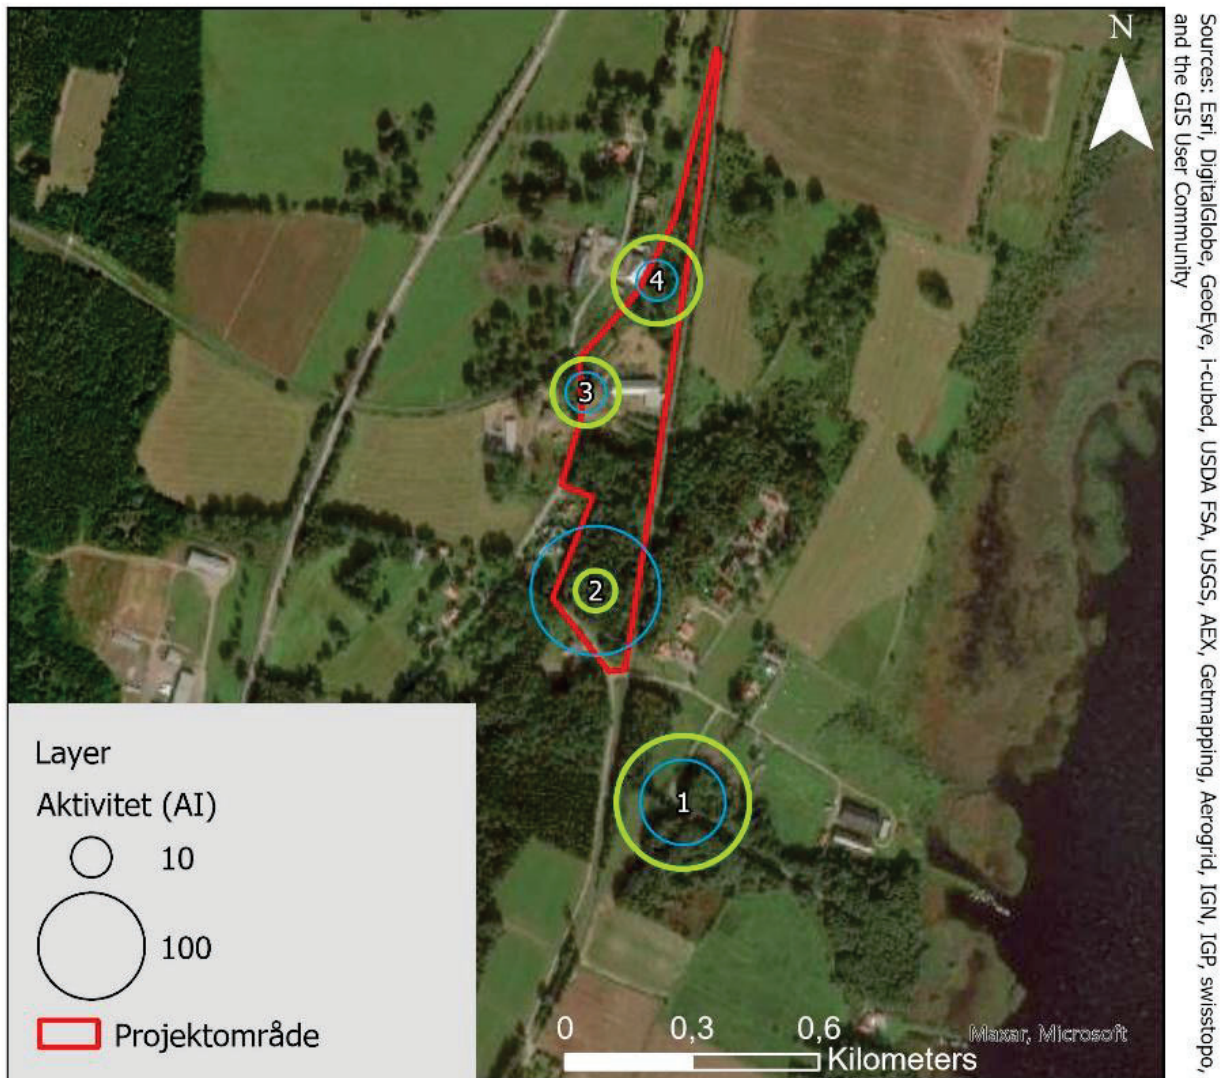 N
Sources: Esri, DigitalGlobe, GeoEye, i-cubed, USDA FSA, USGS, AEX, Getmapping, Aerogrid, IGN, IGP, swisstopo,
and the GIS User Community
4
3
2
1
Layer
Aktivitet (AI)
10
100
Projektområde
0 0,3 0,6
Kilometers
Maxar, Microsoft